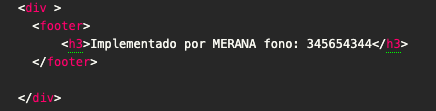 <div >
<footer>
<h3>Implementado por MERANA fono: 345654344</h3>
</footer>
</div>